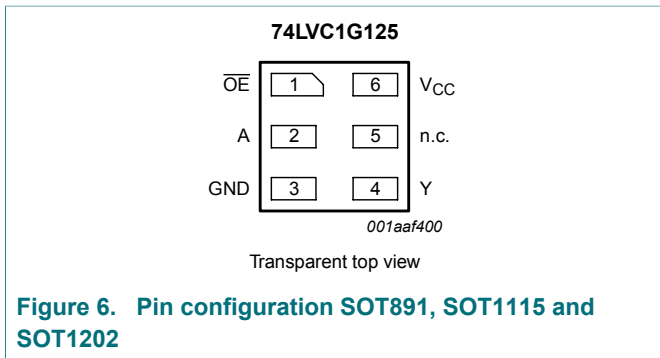 74LVC1G125
OE 1 6 VCC
A 2 5 n.c.
GND 3 4 Y
001aaf400
Transparent top view
Figure 6. Pin configuration SOT891, SOT1115 and
SOT1202